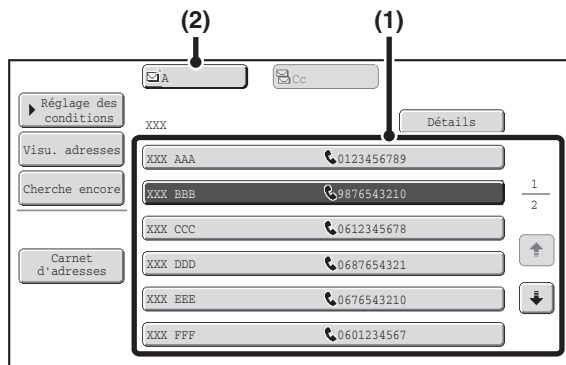 (2) (1)
A Cc
Réglage des
conditions
XXX Détails
Visu. adresses
XXX AAA 0123456789
Cherche encore
XXX BBB 9876543210
1
2
XXX CCC 0612345678
Carnet
d'adresses
XXX DDD 0687654321
XXX EEE 0676543210
XXX FFF 0601234567